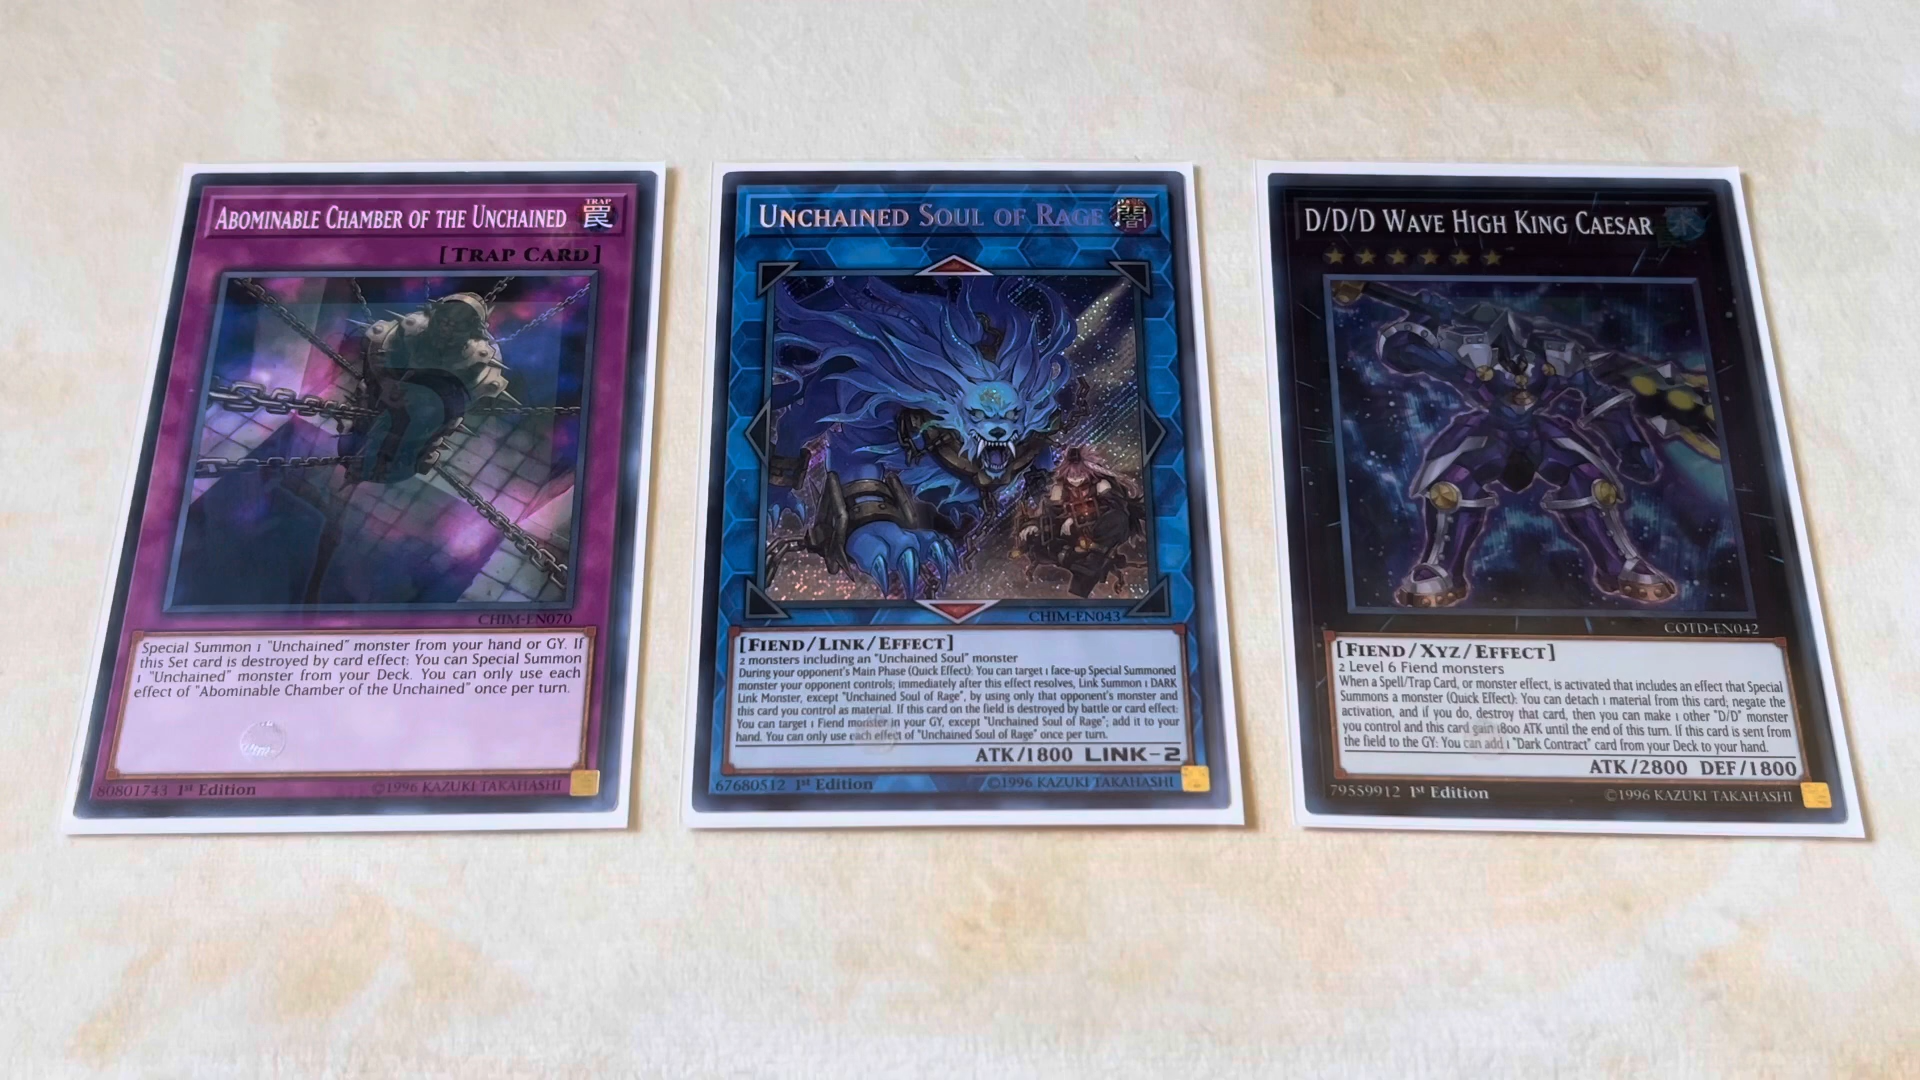 ABOMINABLE CHAMBER OF THE UNCHAINED
TRAP
罠
[TRAP CARD]
CHIM-EN070
Special Summon 1 "Unchained" monster from your hand or GY. If
this Set card is destroyed by card effect: You can Special Summon
1 "Unchained" monster from your Deck. You can only use each
effect of "Abominable Chamber of the Unchained" once per turn.
80801743 1st Edition
©1996 KAZUKI TAKAHASHI
UNCHAINED SOUL OF RAGE
DARK
闇
CHIM-EN043
[FIEND/LINK/EFFECT]
2 monsters including an "Unchained Soul" monster
During your opponent's Main Phase (Quick Effect): You can target 1 face-up Special Summoned
monster your opponent controls; immediately after this effect resolves, Link Summon 1 DARK
Link Monster, except "Unchained Soul of Rage", by using only that opponent's monster and
this card you control as material. If this card on the field is destroyed by battle or card effect:
You can target 1 Fiend monster in your GY, except "Unchained Soul of Rage"; add it to your
hand. You can only use each effect of "Unchained Soul of Rage" once per turn.
ATK/1800 LINK-2
67680512 1st Edition
©1996 KAZUKI TAKAHASHI
D/D/D WAVE HIGH KING CAESAR
水
COTD-EN042
[FIEND/XYZ/EFFECT]
2 Level 6 Fiend monsters
When a Spell/Trap Card, or monster effect, is activated that includes an effect that Special
Summons a monster (Quick Effect): You can detach 1 material from this card; negate the
activation, and if you do, destroy that card, then you can make 1 other "D/D" monster
you control and this card gain 1800 ATK until the end of this turn. If this card is sent from
the field to the GY: You can add 1 "Dark Contract" card from your Deck to your hand.
ATK/2800 DEF/1800
79559912 1st Edition
©1996 KAZUKI TAKAHASHI